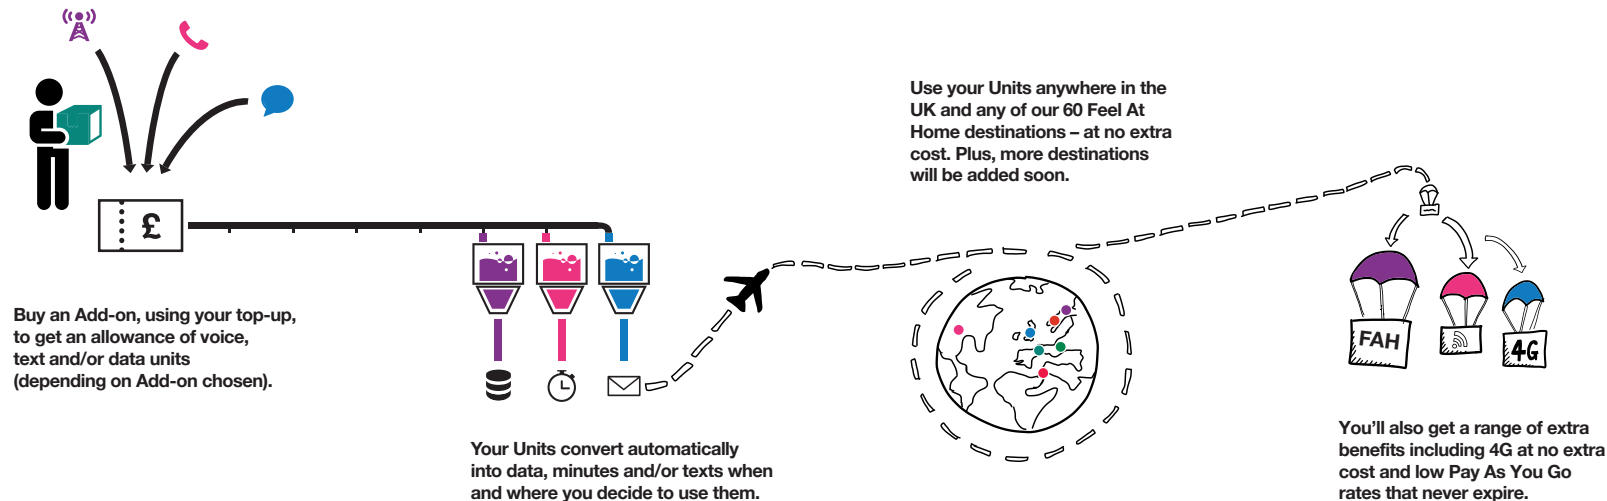 £
Buy an Add-on, using your top-up,
to get an allowance of voice,
text and/or data units
(depending on Add-on chosen).
Your Units convert automatically
into data, minutes and/or texts when
and where you decide to use them.
Use your Units anywhere in the
UK and any of our 60 Feel At
Home destinations – at no extra
cost. Plus, more destinations
will be added soon.
FAH
4G
You’ll also get a range of extra
benefits including 4G at no extra
cost and low Pay As You Go
rates that never expire.